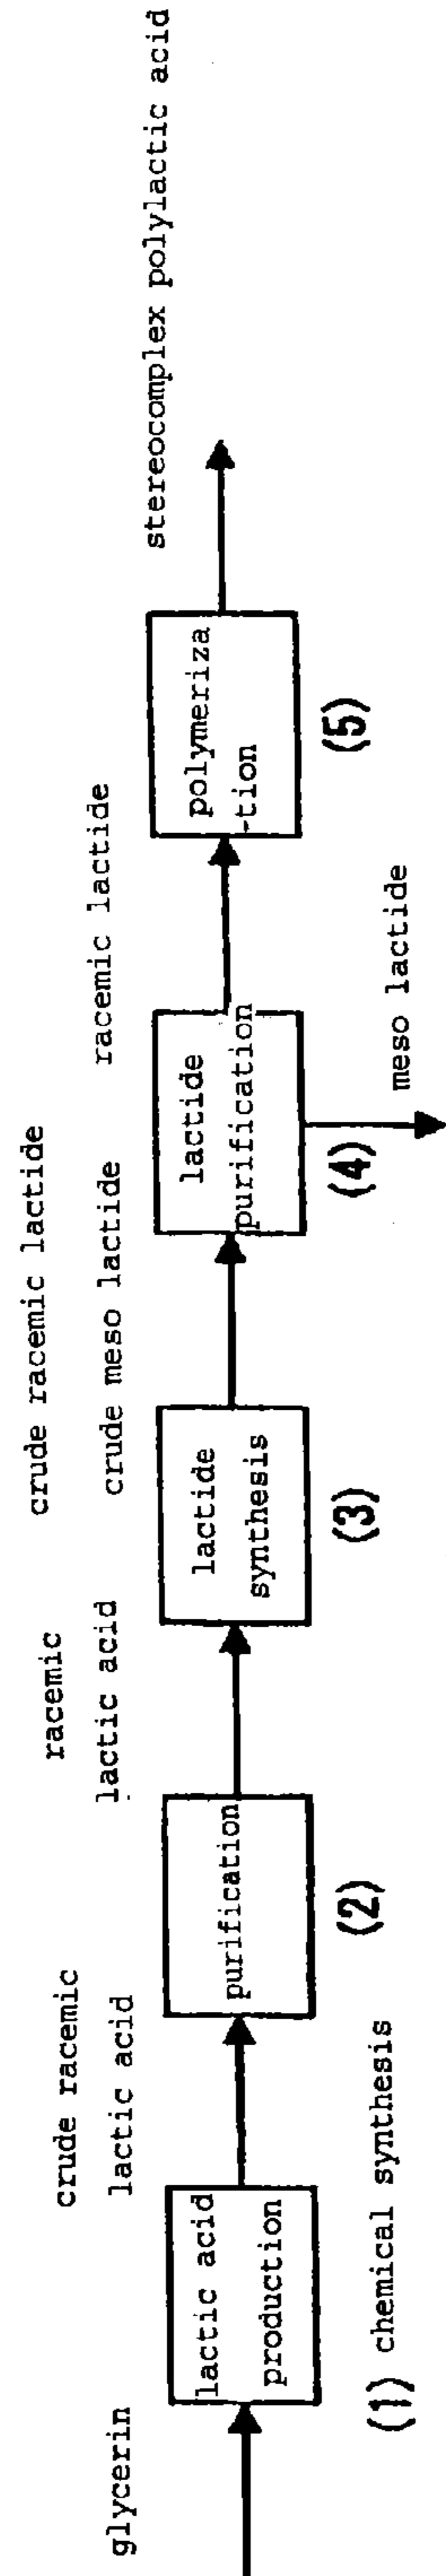 glycerin
lactic acid
production
(1) chemical synthesis
crude racemic
lactic acid
purification
(2)
racemic
lactic acid
lactide
synthesis
(3)
crude racemic lactide
crude meso lactide
lactide
purification
(4)
meso lactide
racemic lactide
polymeriza
-tion
(5)
stereocomplex polylactic acid